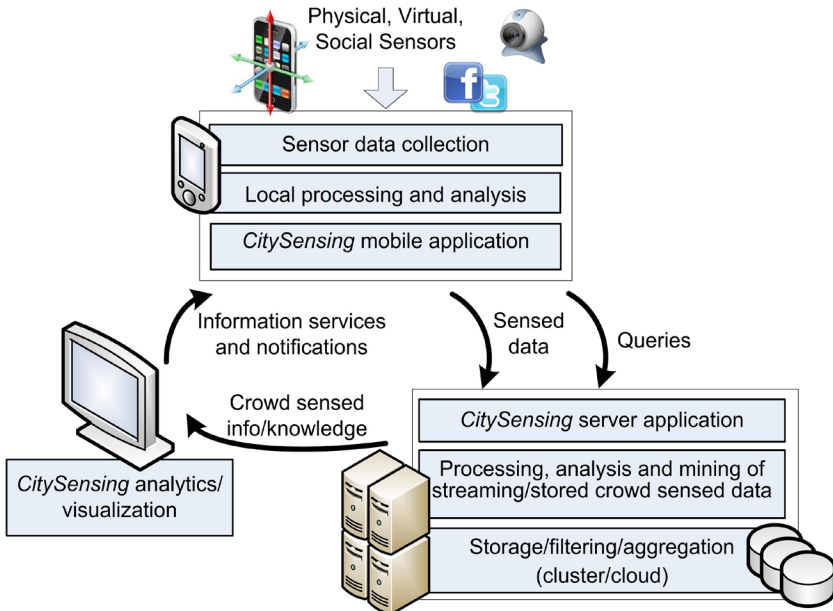 Physical, Virtual,
Social Sensors
f
t
Sensor data collection
Local processing and analysis
CitySensing mobile application
Information services
and notifications
Sensed
data
Queries
Crowd sensed
info/knowledge
CitySensing server application
CitySensing analytics/
visualization
Processing, analysis and mining of
streaming/stored crowd sensed data
Storage/filtering/aggregation
(cluster/cloud)